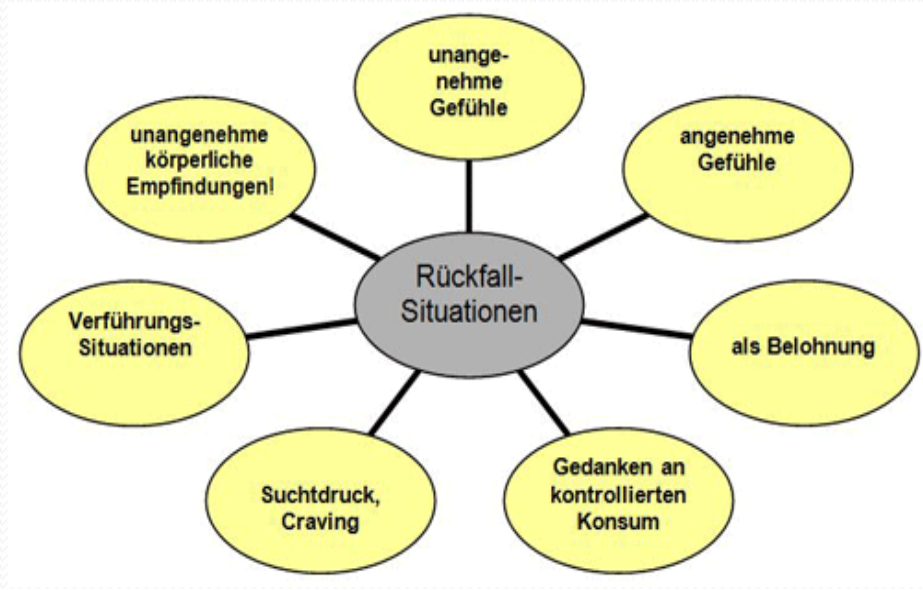 unange-
nehme
Gefühle
unangenehme
körperliche
Empfindungen!
angenehme
Gefühle
Rückfall-
Situationen
Verführungs-
Situationen
als Belohnung
Suchtdruck,
Craving
Gedanken an
kontrollierten
Konsum